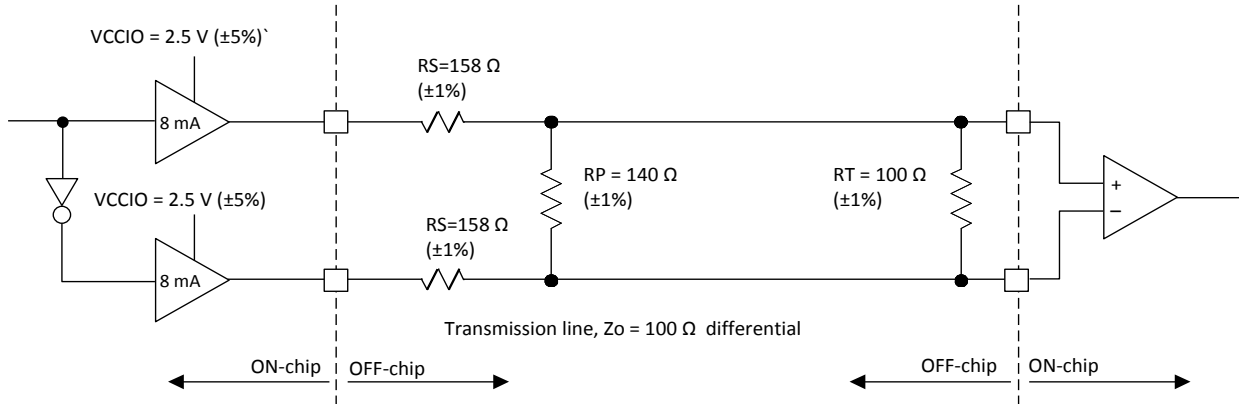 VCCIO = 2.5 V (±5%)`
8 mA
RS=158 Ω
(±1%)
RP = 140 Ω
(±1%)
RT = 100 Ω
(±1%)
+
−
VCCIO = 2.5 V (±5%)
8 mA
RS=158 Ω
(±1%)
Transmission line, Zo = 100 Ω differential
ON-chip
OFF-chip
OFF-chip
ON-chip